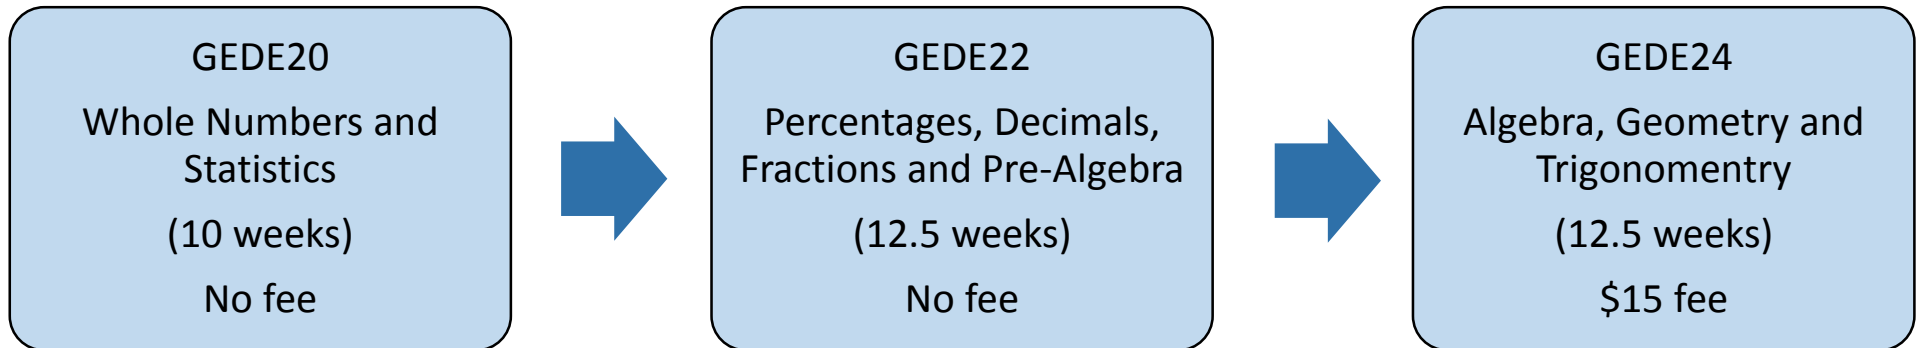 GEDE20
Whole Numbers and
Statistics
(10 weeks)
No fee
GEDE22
Percentages, Decimals,
Fractions and Pre-Algebra
(12.5 weeks)
No fee
GEDE24
Algebra, Geometry and
Trigonomentry
(12.5 weeks)
$15 fee